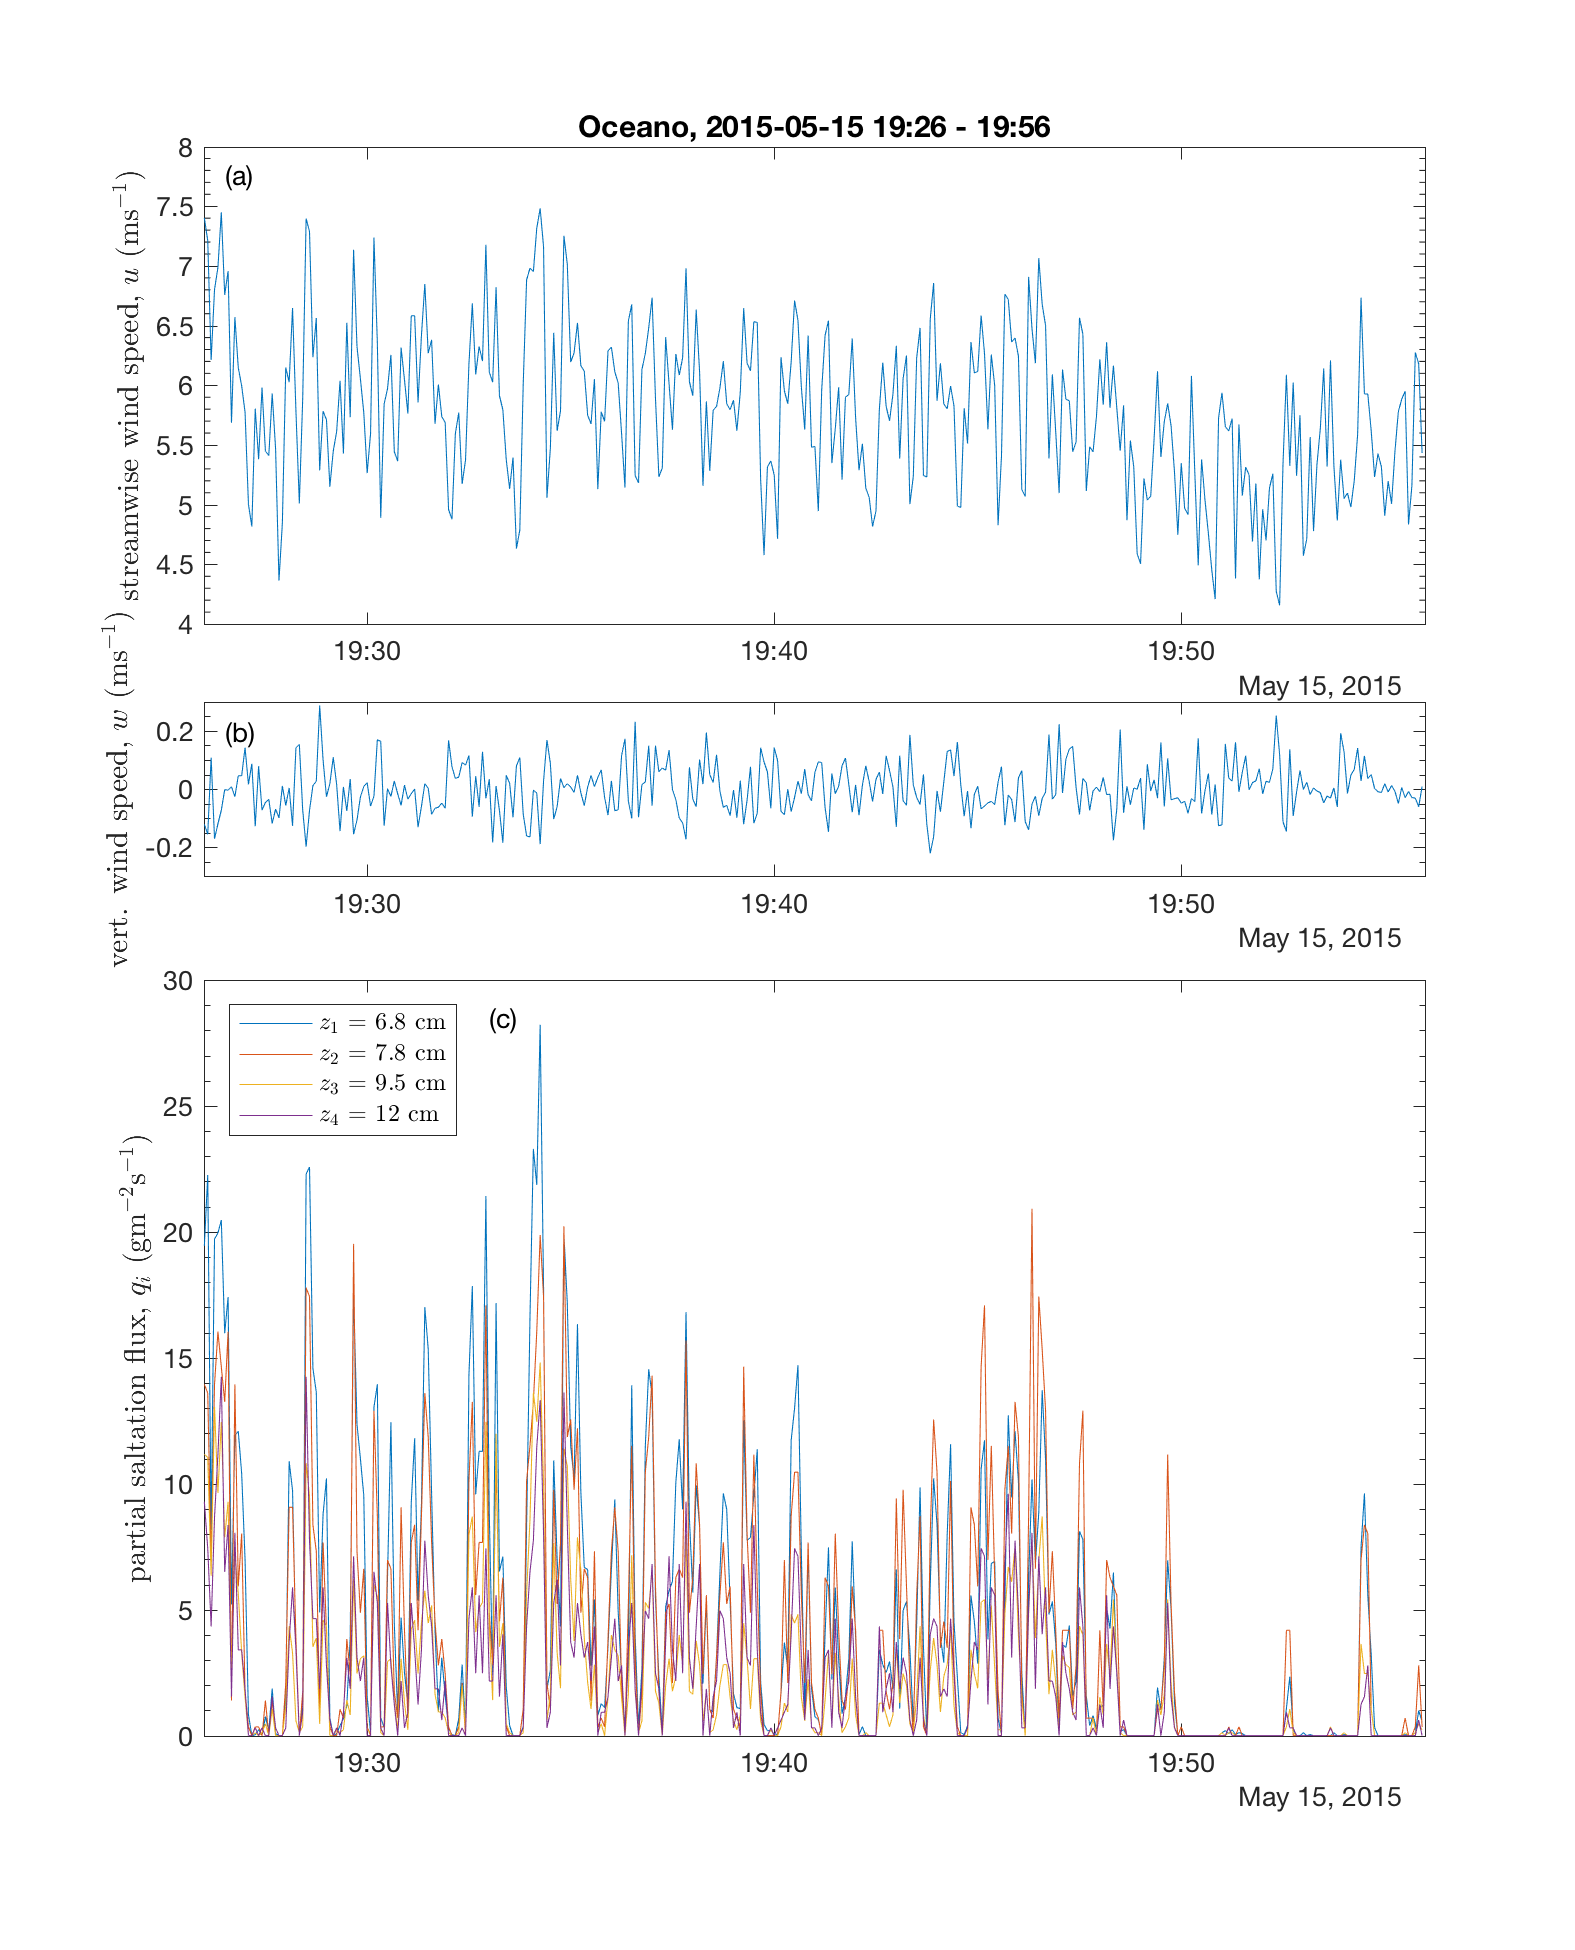 Oceano, 2015-05-15 19:26 - 19:56
(a)
streamwise wind speed, u (ms⁻¹)
8
7.5
7
6.5
6
5.5
5
4.5
4
19:30 19:40 19:50
May 15, 2015
(b)
vert. wind speed, w (ms⁻¹)
0.2
0
-0.2
19:30 19:40 19:50
May 15, 2015
(c)
partial saltation flux, qᵢ (gm⁻²s⁻¹)
30
25
20
15
10
5
0
z₁ = 6.8 cm
z₂ = 7.8 cm
z₃ = 9.5 cm
z₄ = 12 cm
19:30 19:40 19:50
May 15, 2015